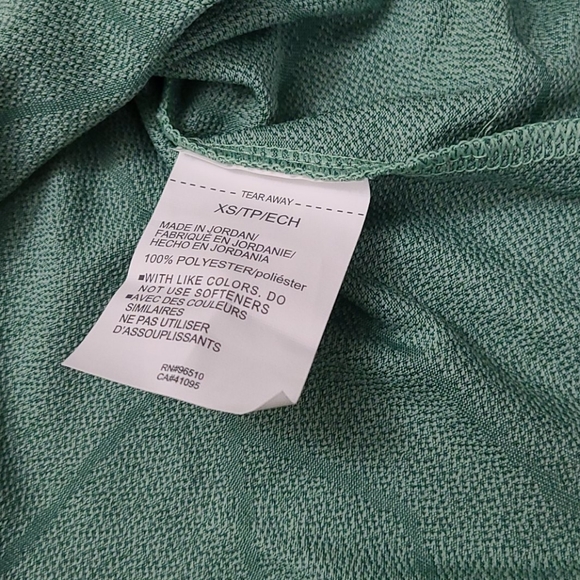 TEAR AWAY
XS/TP/ECH
MADE IN JORDAN/
FABRIQUÉ EN JORDANIE/
HECHO EN JORDANIA
100% POLYESTER/poliéster
▪WITH LIKE COLORS. DO
NOT USE SOFTENERS
▪AVEC DES COULEURS
SIMILAIRES
NE PAS UTILISER
D'ASSOUPLISSANTS
RN#96510
CA#41095